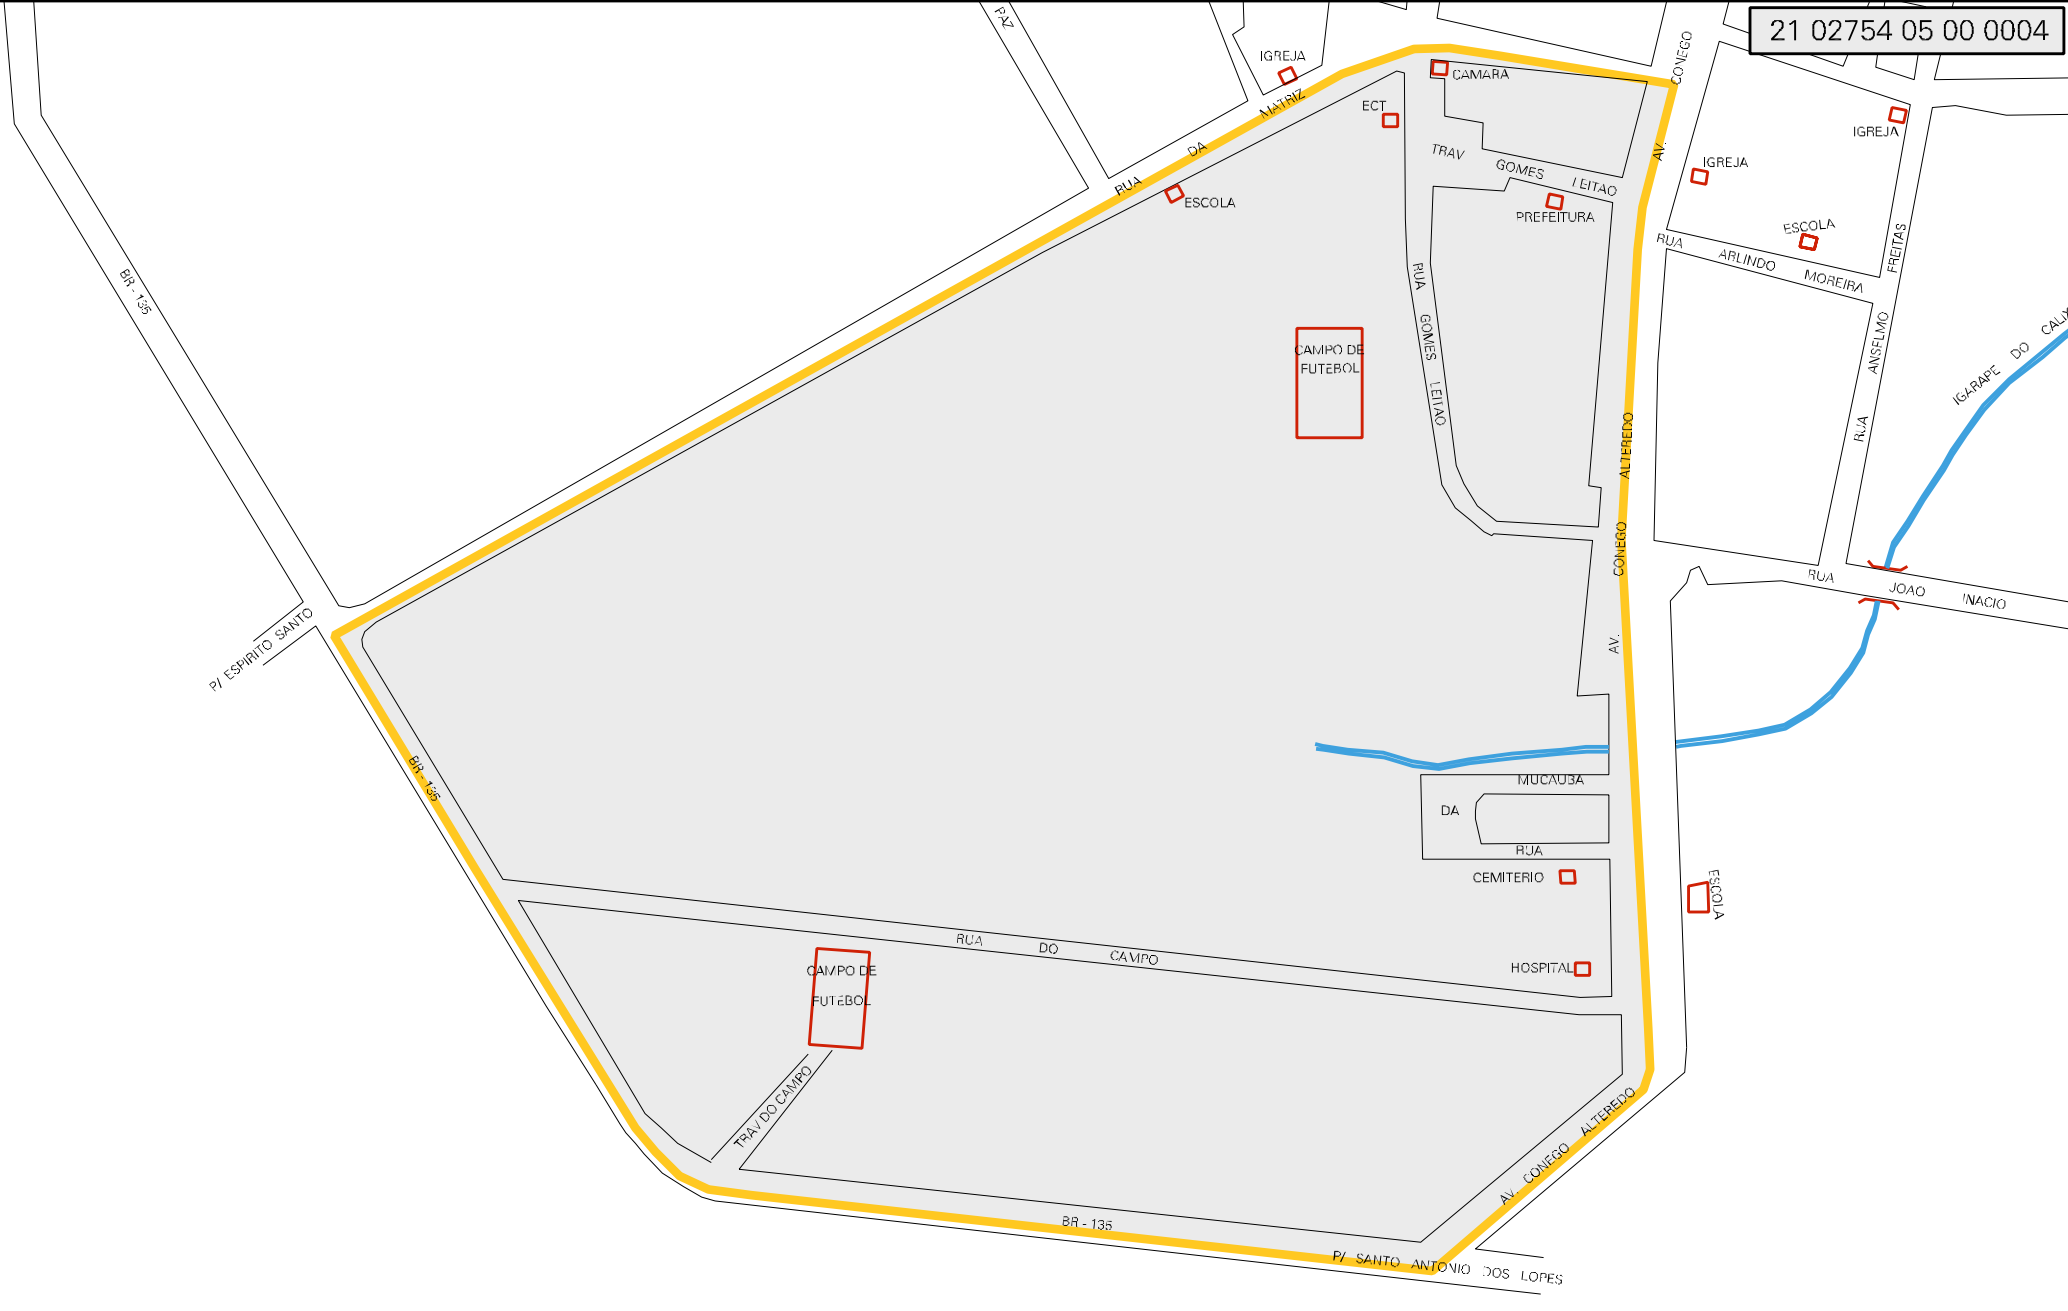 21 02754 05 00 0004
PAZ
CONEGO
IGREJA
CAMARA
MATRIZ
ECT
IGREJA
DA
TRAV
GOMES
LEITAO
AV.
IGREJA
RUA
ESCOLA
PREFEITURA
ESCOLA
RUA
ARLINDO
MOREIRA
FREITAS
BR - 135
RUA
GOMES
LEITAO
CAMPO DE
FUTEBOL
ANSELMO
RUA
IGARAPE
DO
ALTEREDO
CONEGO
AV.
RUA
JOAO
INACIO
P/ ESPIRITO SANTO
BR - 135
MUCAUBA
DA
RUA
CEMITERIO
ESCOLA
RUA
DO
CAMPO
HOSPITAL
CAMPO DE
FUTEBOL
TRAV DO CAMPO
AV. CONEGO ALTEREDO
BR - 135
P/ SANTO ANTONIO DOS LOPES